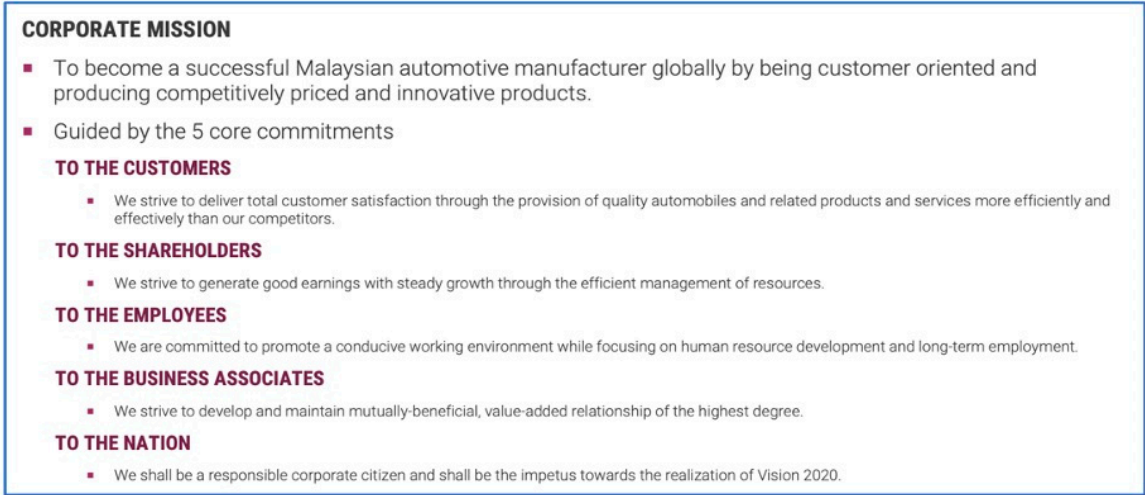 CORPORATE MISSION
▪ To become a successful Malaysian automotive manufacturer globally by being customer oriented and
producing competitively priced and innovative products.
▪ Guided by the 5 core commitments
TO THE CUSTOMERS
▪ We strive to deliver total customer satisfaction through the provision of quality automobiles and related products and services more efficiently and
effectively than our competitors.
TO THE SHAREHOLDERS
▪ We strive to generate good earnings with steady growth through the efficient management of resources.
TO THE EMPLOYEES
▪ We are committed to promote a conducive working environment while focusing on human resource development and long-term employment.
TO THE BUSINESS ASSOCIATES
▪ We strive to develop and maintain mutually-beneficial, value-added relationship of the highest degree.
TO THE NATION
▪ We shall be a responsible corporate citizen and shall be the impetus towards the realization of Vision 2020.